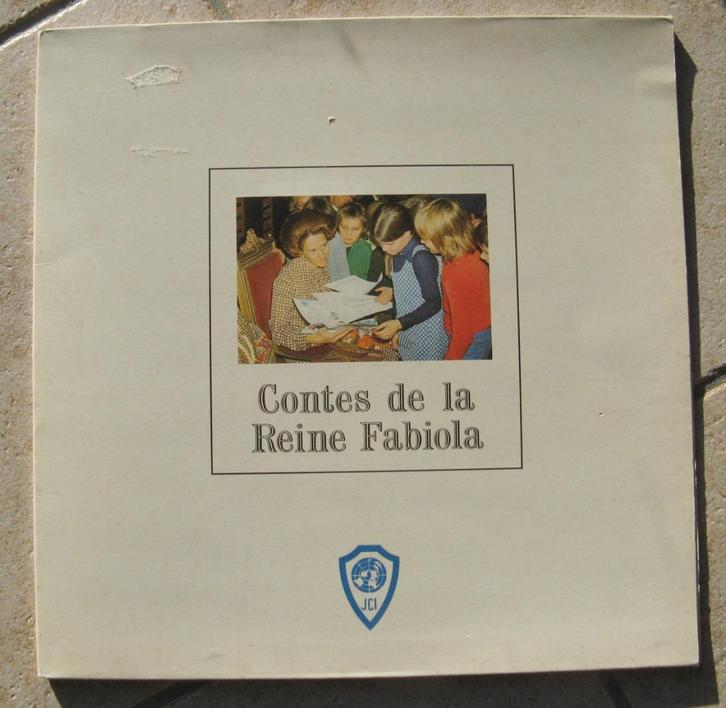 Contes de la
Reine Fabiola
JCI